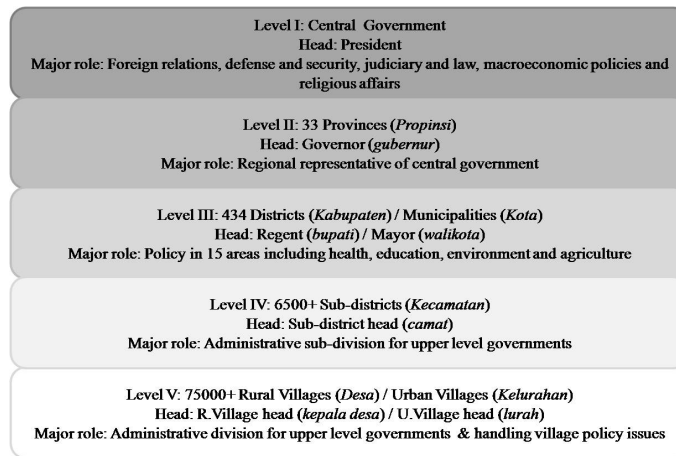 Level I: Central Government
Head: President
Major role: Foreign relations, defense and security, judiciary and law, macroeconomic policies and
religious affairs
Level II: 33 Provinces (Propinsi)
Head: Governor (gubernur)
Major role: Regional representative of central government
Level III: 434 Districts (Kabupaten) / Municipalities (Kota)
Head: Regent (bupati) / Mayor (walikota)
Major role: Policy in 15 areas including health, education, environment and agriculture
Level IV: 6500+ Sub-districts (Kecamatan)
Head: Sub-district head (camat)
Major role: Administrative sub-division for upper level governments
Level V: 75000+ Rural Villages (Desa) / Urban Villages (Kelurahan)
Head: R.Village head (kepala desa) / U.Village head (lurah)
Major role: Administrative division for upper level governments & handling village policy issues